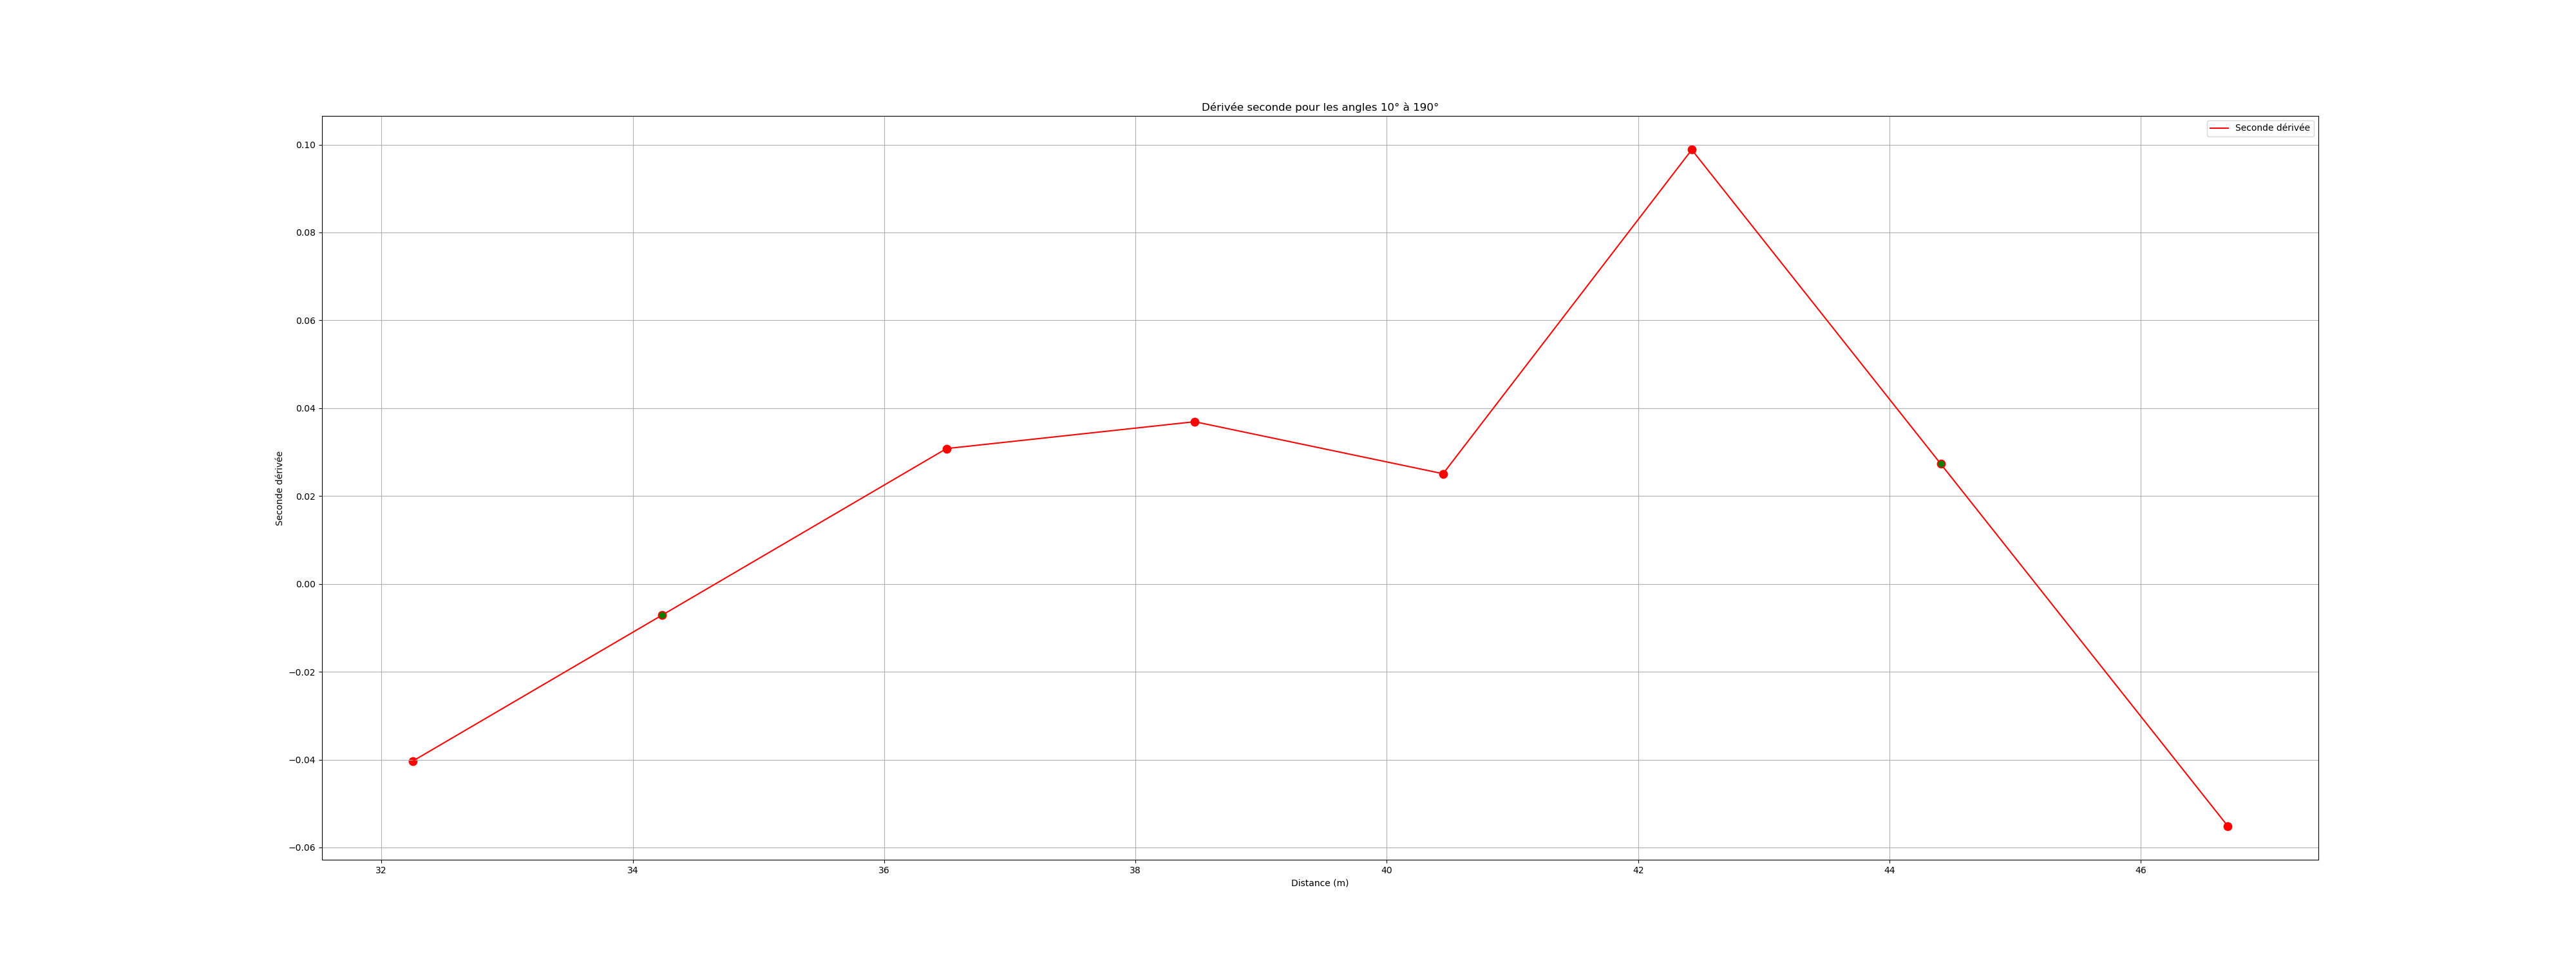 Dérivée seconde pour les angles 10° à 190°
Seconde dérivée
0.10
0.08
0.06
0.04
0.02
0.00
−0.02
−0.04
−0.06
Seconde dérivée
32 34 36 38 40 42 44 46
Distance (m)